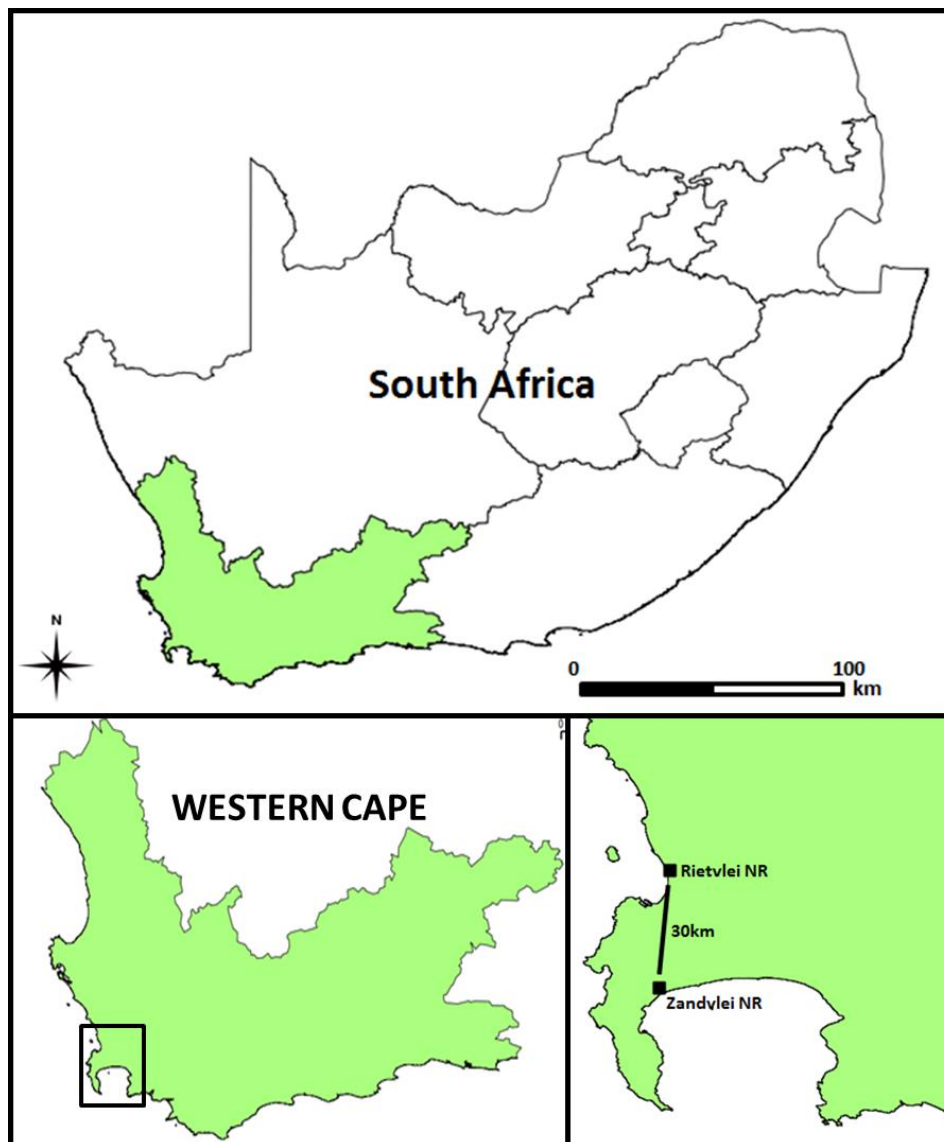 South Africa
N
0 100
km
WESTERN CAPE
Rietvlei NR
30km
Zandvlei NR